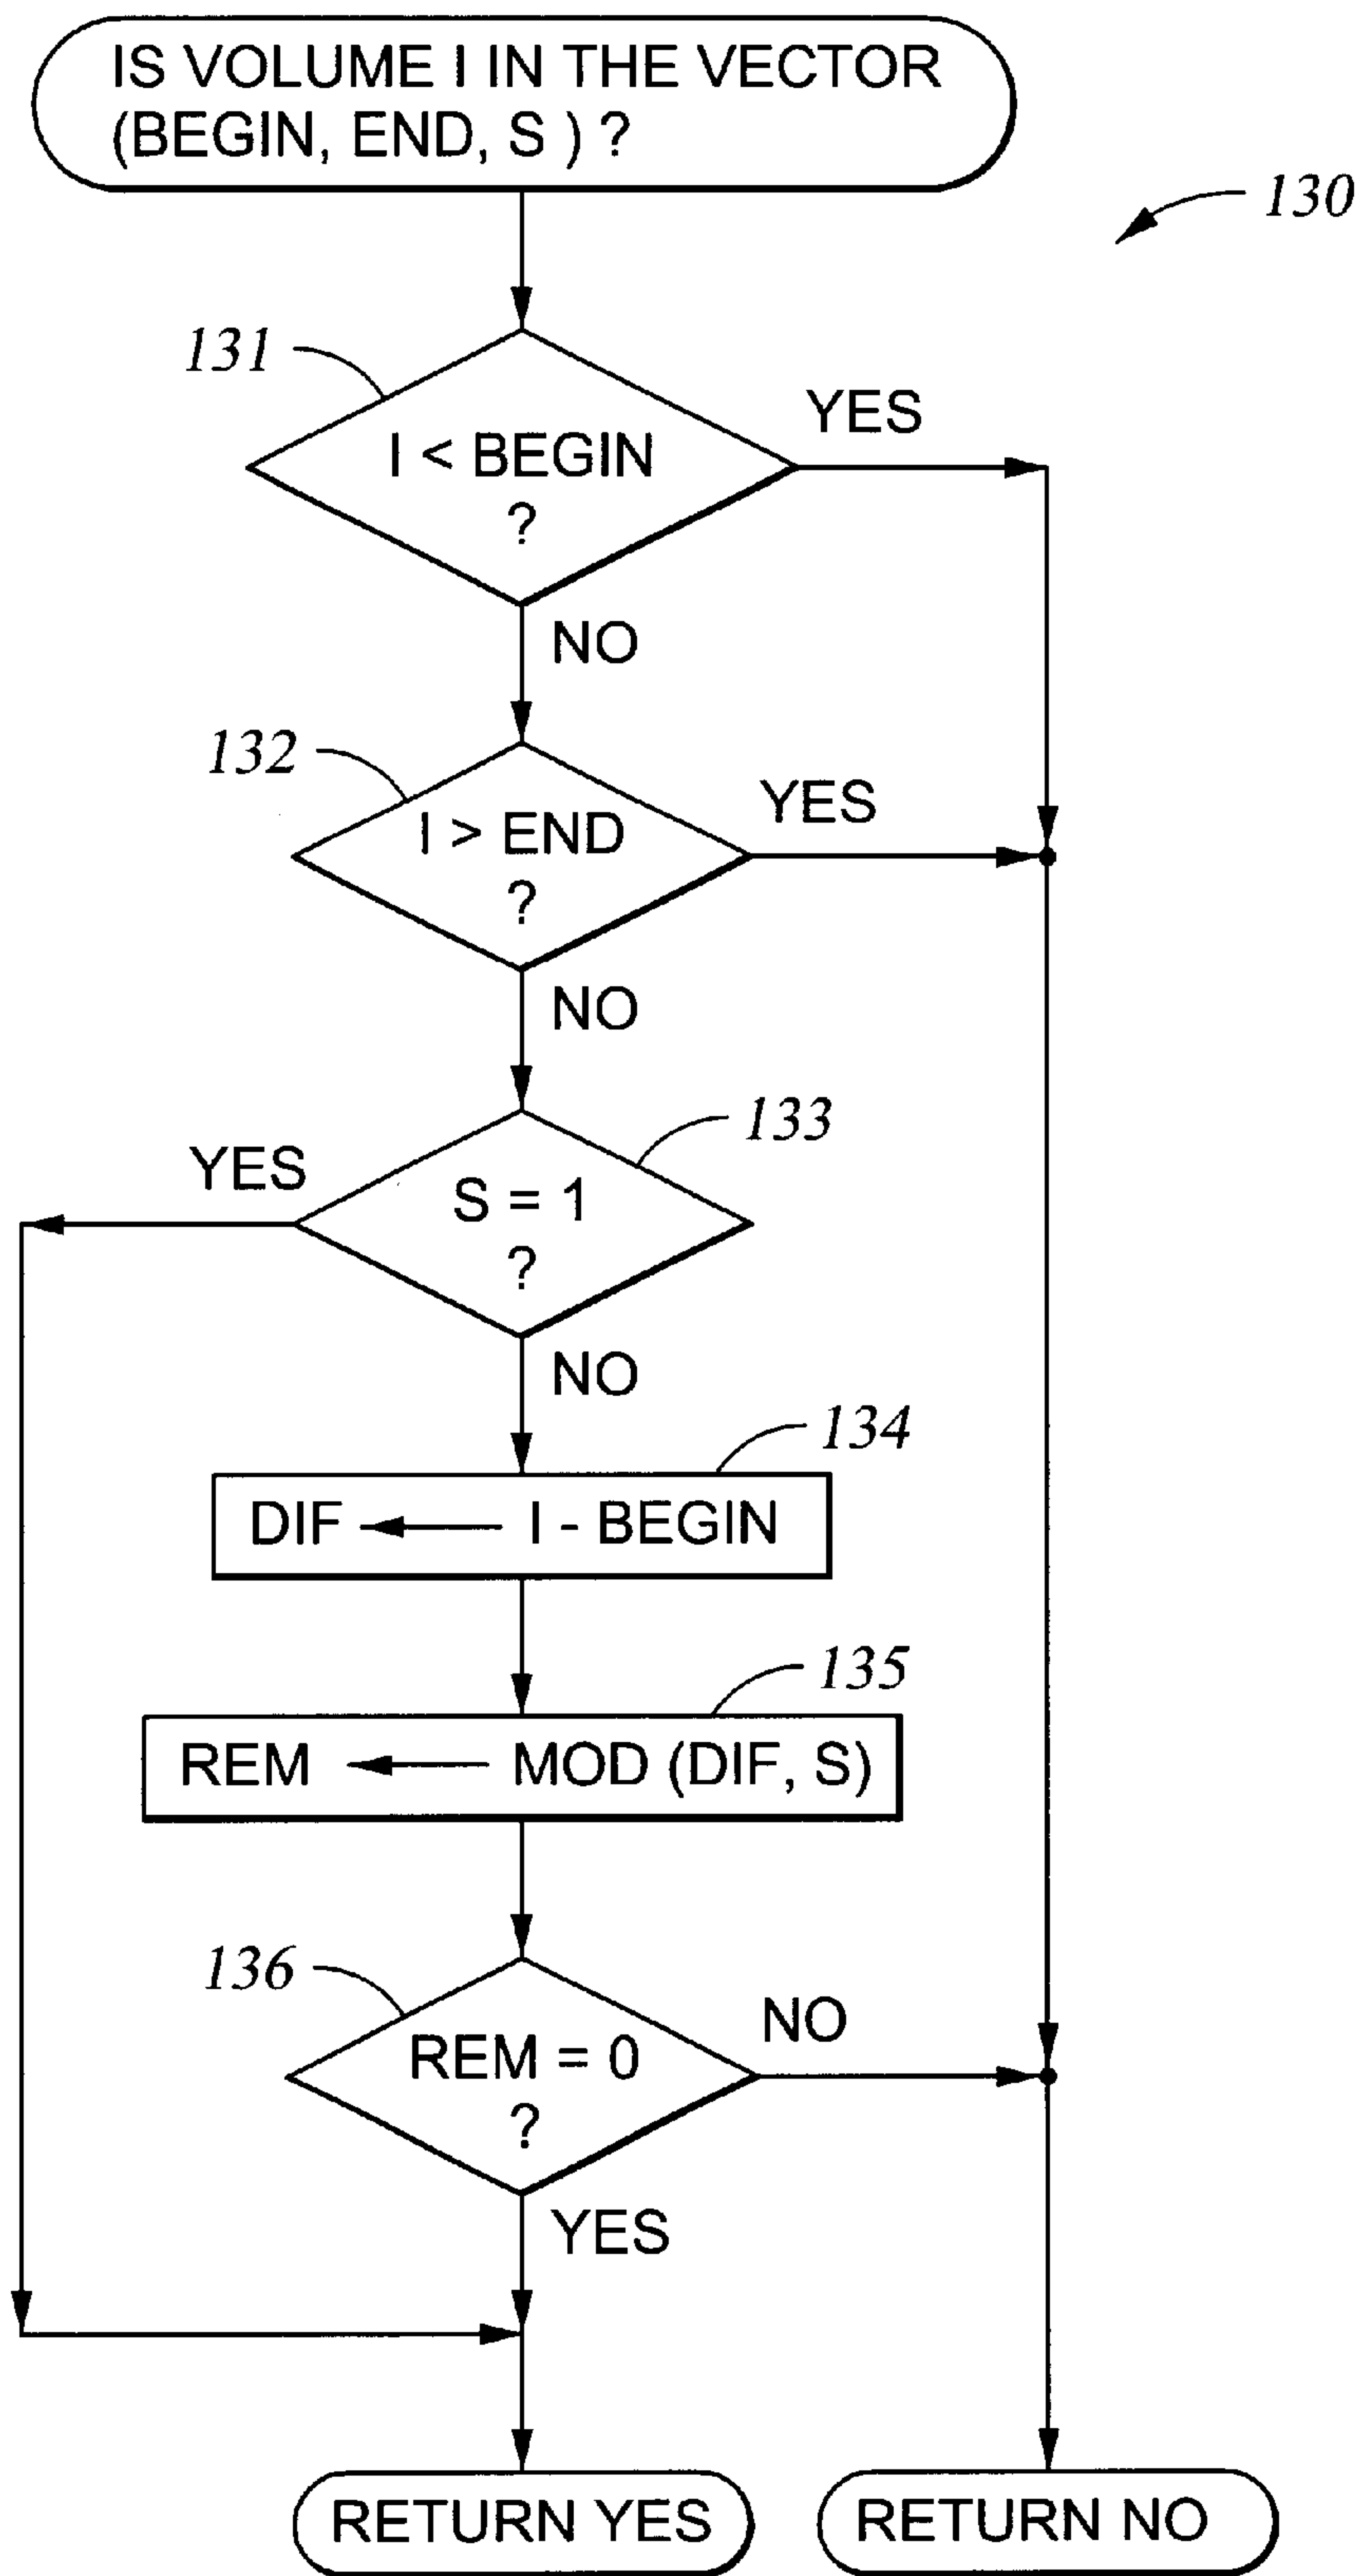 IS VOLUME I IN THE VECTOR
(BEGIN, END, S ) ?
130
131
I < BEGIN
?
YES
NO
132
I > END
?
YES
NO
133
S = 1
?
YES
NO
134
DIF ← I - BEGIN
135
REM ← MOD (DIF, S)
136
REM = 0
?
NO
YES
RETURN YES
RETURN NO